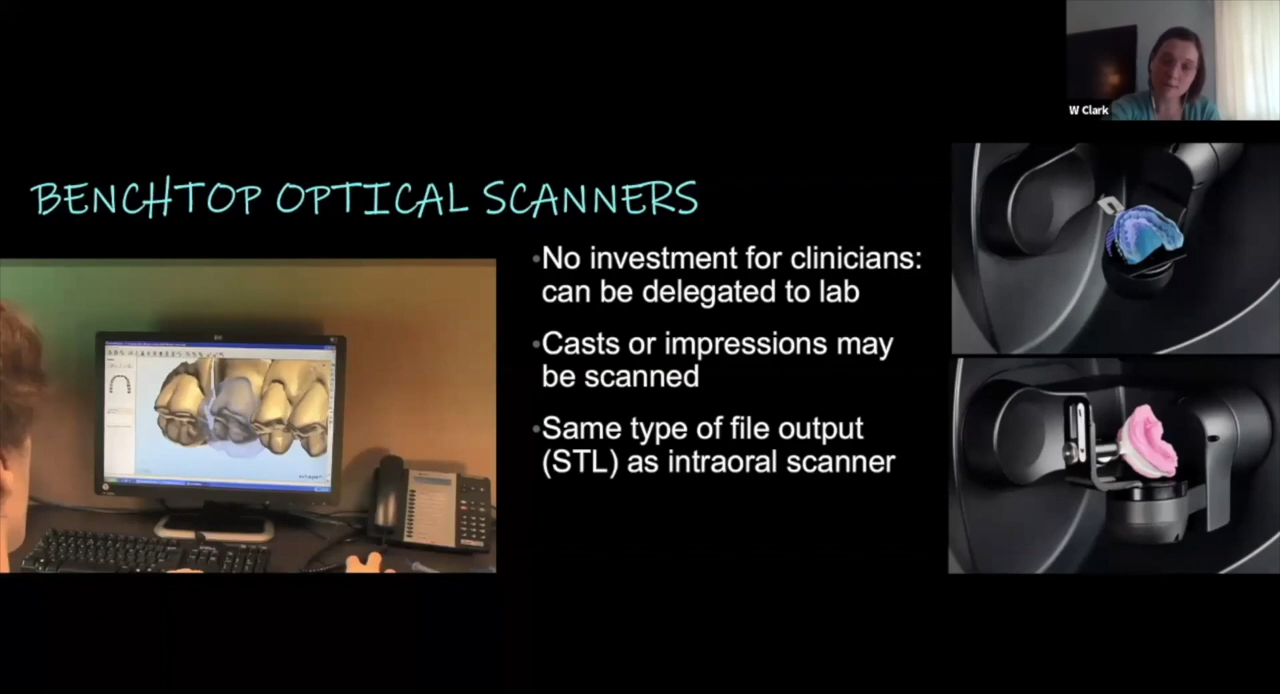 W Clark
BENCHTOP OPTICAL SCANNERS
•No investment for clinicians:
can be delegated to lab
•Casts or impressions may
be scanned
•Same type of file output
(STL) as intraoral scanner